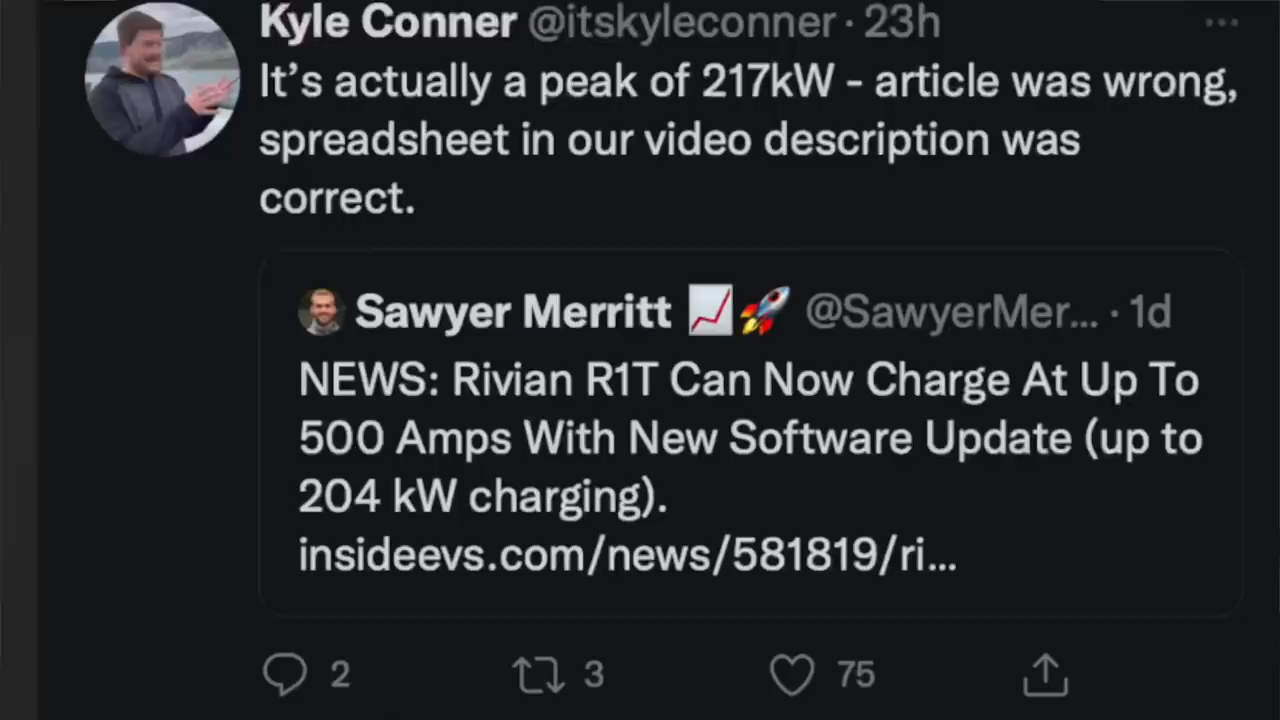 Kyle Conner @itskyleconner · 23h
It’s actually a peak of 217kW - article was wrong,
spreadsheet in our video description was
correct.
Sawyer Merritt 📈🚀 @SawyerMer... · 1d
NEWS: Rivian R1T Can Now Charge At Up To
500 Amps With New Software Update (up to
204 kW charging).
insideevs.com/news/581819/ri...
2 3 75